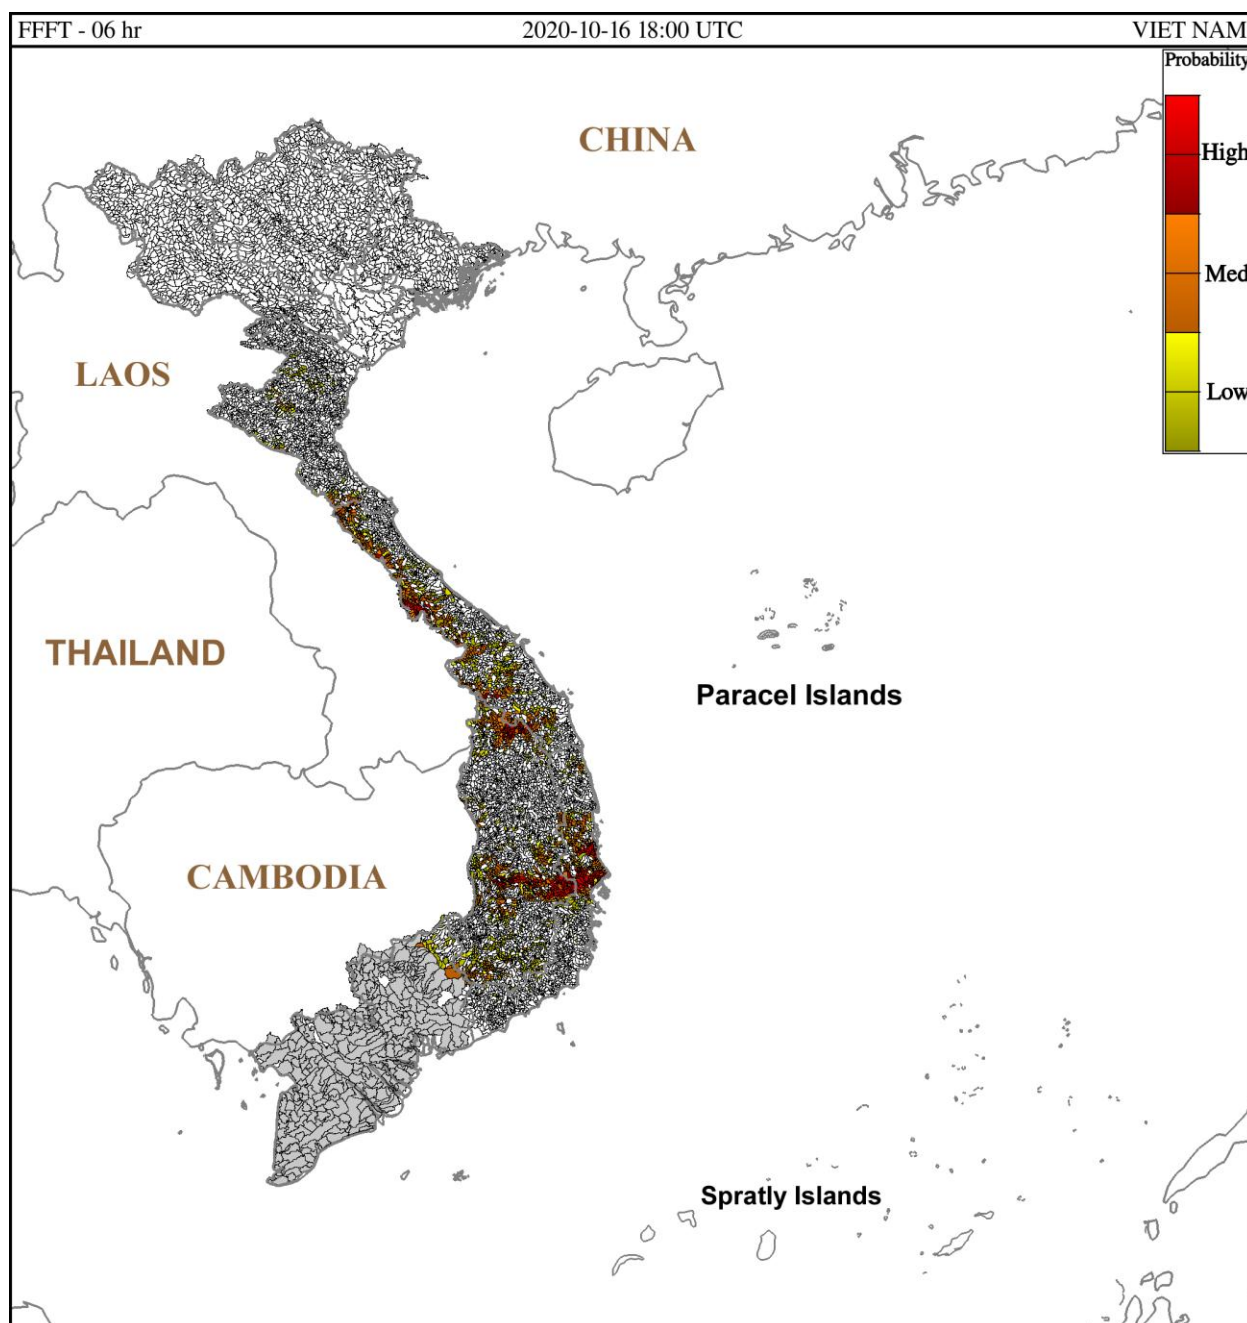 FFFT - 06 hr 2020-10-16 18:00 UTC VIET NAM
Probability
CHINA
High
Med
LAOS
Low
THAILAND
Paracel Islands
CAMBODIA
Spratly Islands